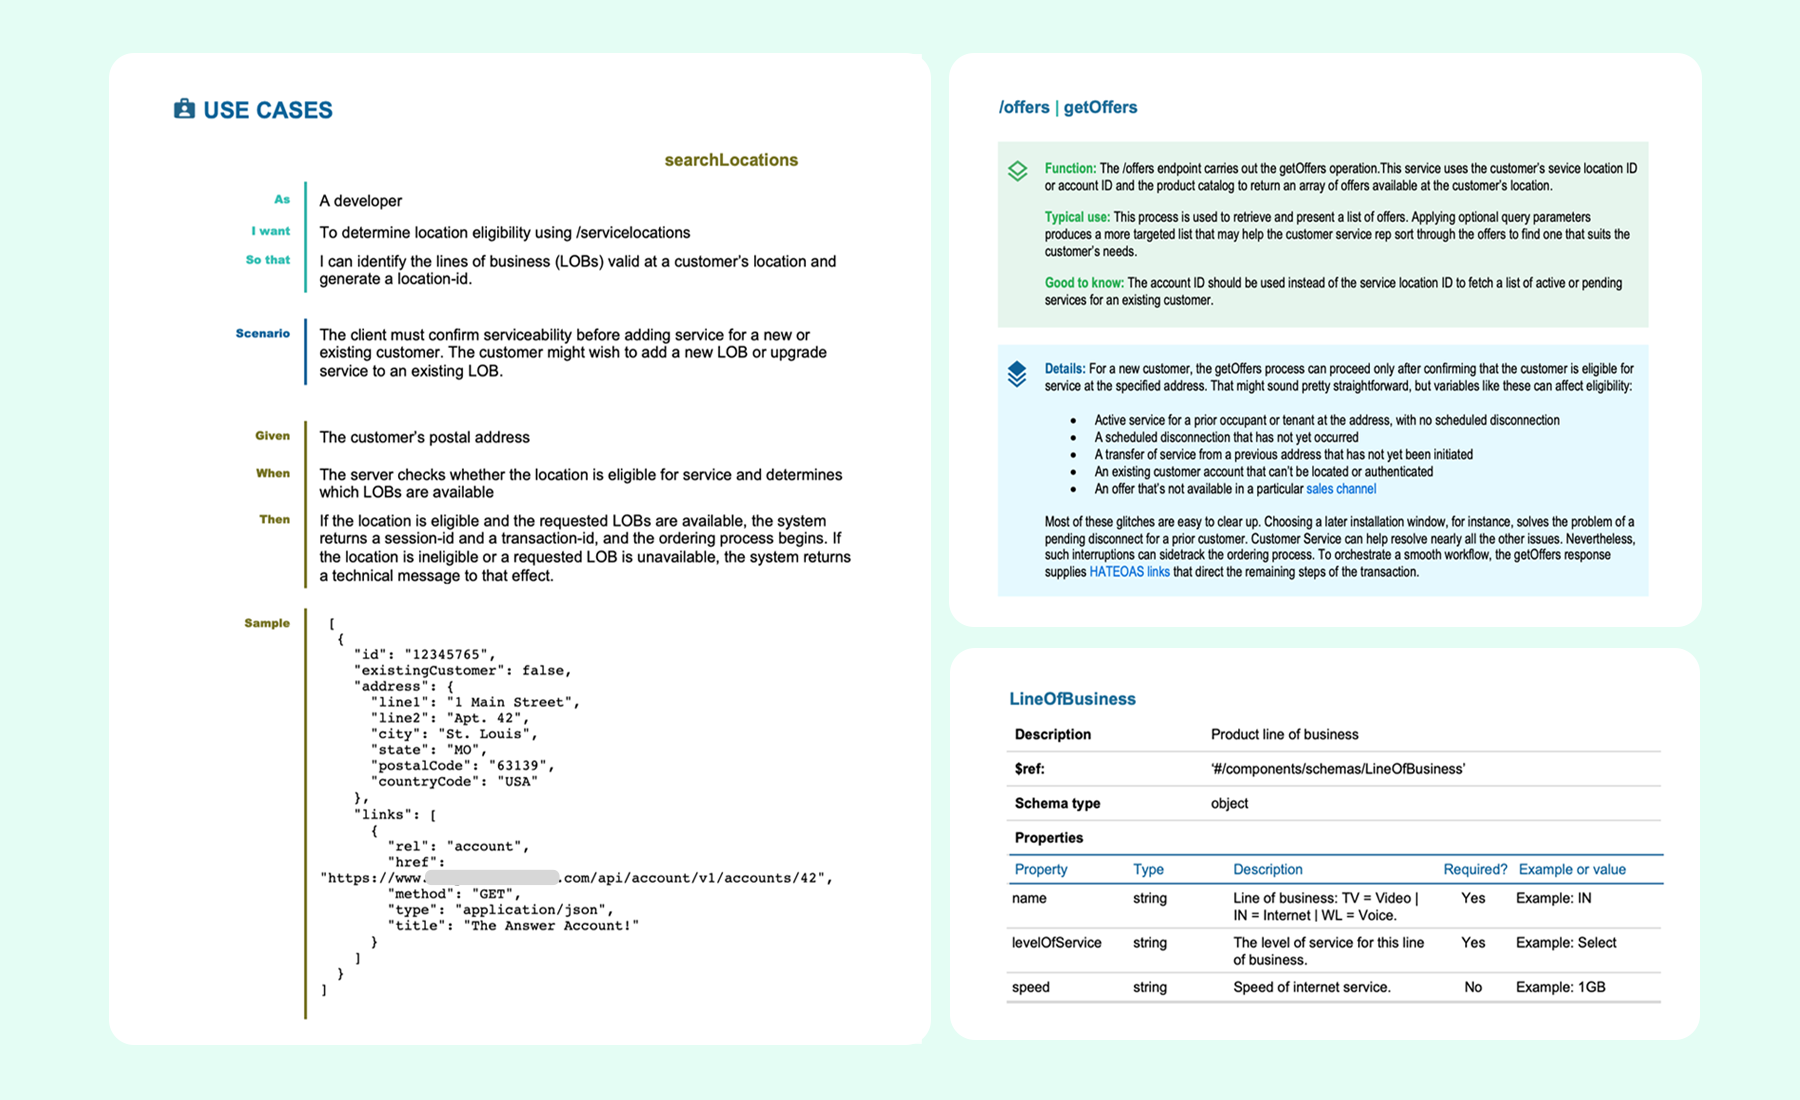 USE CASES
searchLocations
As
A developer
I want
To determine location eligibility using /servicelocations
So that
I can identify the lines of business (LOBs) valid at a customer's location and
generate a location-id.
Scenario
The client must confirm serviceability before adding service for a new or
existing customer. The customer might wish to add a new LOB or upgrade
service to an existing LOB.
Given
The customer's postal address
When
The server checks whether the location is eligible for service and determines
which LOBs are available
Then
If the location is eligible and the requested LOBs are available, the system
returns a session-id and a transaction-id, and the ordering process begins. If
the location is ineligible or a requested LOB is unavailable, the system returns
a technical message to that effect.
Sample
[
{
"id": "12345765",
"existingCustomer": false,
"address": {
"line1": "1 Main Street",
"line2": "Apt. 42",
"city": "St. Louis",
"state": "MO",
"postalCode": "63139",
"countryCode": "USA"
},
"links": [
{
"rel": "account",
"href":
"https://www. .com/api/account/v1/accounts/42",
"method": "GET",
"type": "application/json",
"title": "The Answer Account!"
}
]
}
]
/offers | getOffers
Function: The /offers endpoint carries out the getOffers operation.This service uses the customer's sevice location ID
or account ID and the product catalog to return an array of offers available at the customer's location.
Typical use: This process is used to retrieve and present a list of offers. Applying optional query parameters
produces a more targeted list that may help the customer service rep sort through the offers to find one that suits the
customer's needs.
Good to know: The account ID should be used instead of the service location ID to fetch a list of active or pending
services for an existing customer.
Details: For a new customer, the getOffers process can proceed only after confirming that the customer is eligible for
service at the specified address. That might sound pretty straightforward, but variables like these can affect eligibility:
• Active service for a prior occupant or tenant at the address, with no scheduled disconnection
• A scheduled disconnection that has not yet occurred
• A transfer of service from a previous address that has not yet been initiated
• An existing customer account that can't be located or authenticated
• An offer that's not available in a particular sales channel
Most of these glitches are easy to clear up. Choosing a later installation window, for instance, solves the problem of a
pending disconnect for a prior customer. Customer Service can help resolve nearly all the other issues. Nevertheless,
such interruptions can sidetrack the ordering process. To orchestrate a smooth workflow, the getOffers response
supplies HATEOAS links that direct the remaining steps of the transaction.
LineOfBusiness
Description Product line of business
$ref: '#/components/schemas/LineOfBusiness'
Schema type object
Properties
Property Type Description Required? Example or value
name string Line of business: TV = Video | Yes Example: IN
IN = Internet | WL = Voice.
levelOfService string The level of service for this line Yes Example: Select
of business.
speed string Speed of internet service. No Example: 1GB